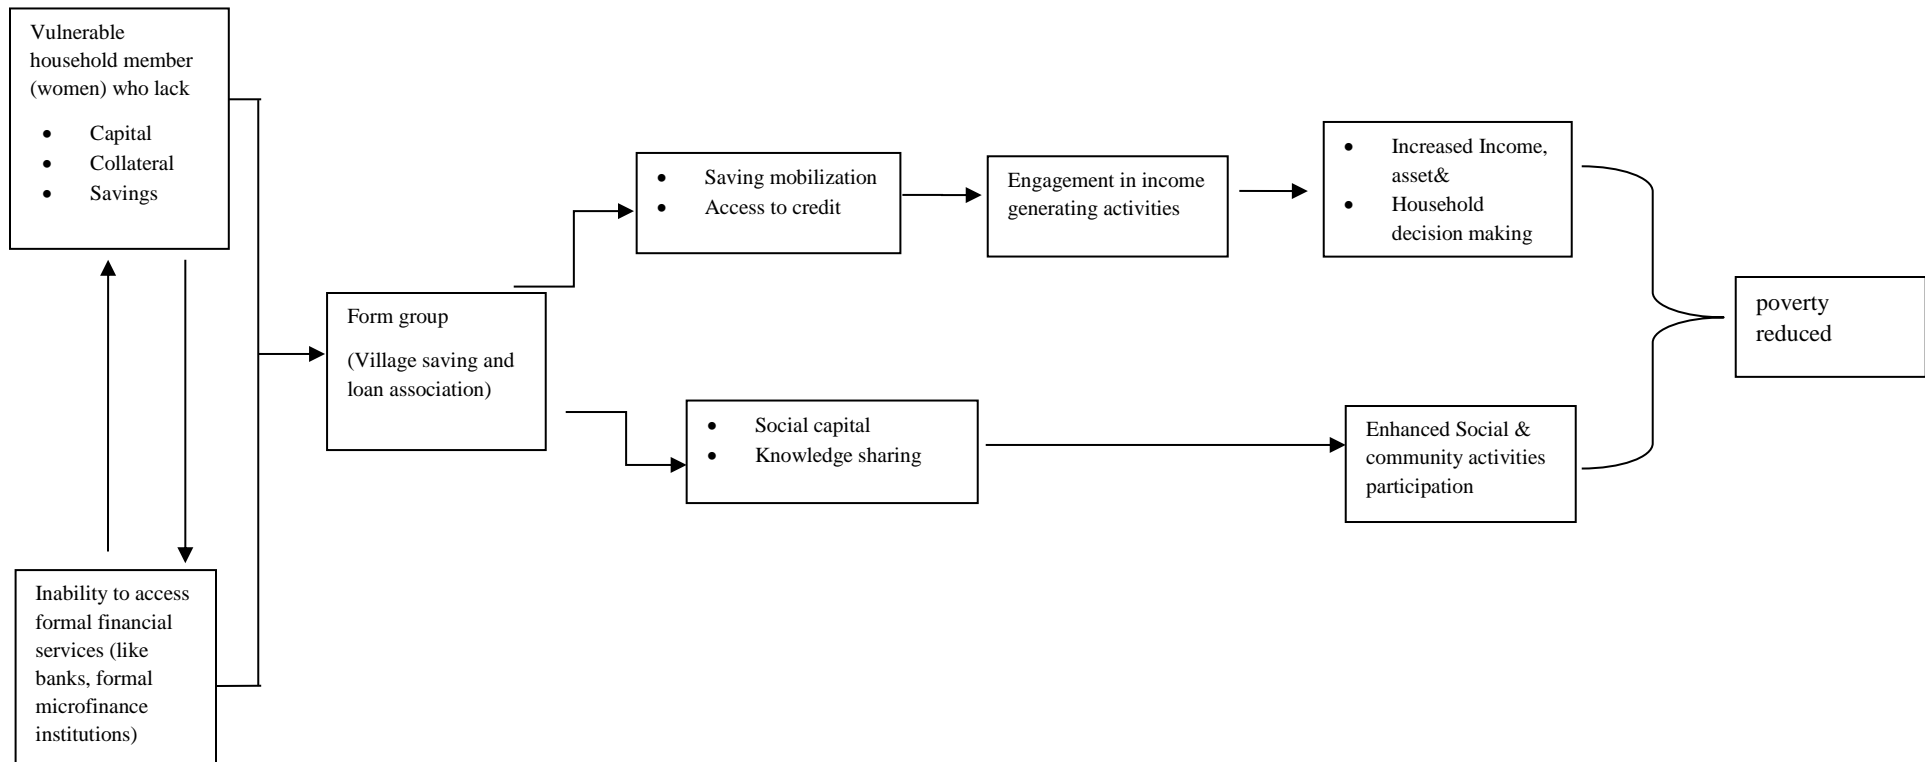 Vulnerable
household member
(women) who lack
• Capital
• Collateral
• Savings
Inability to access
formal financial
services (like
banks, formal
microfinance
institutions)
Form group
(Village saving and
loan association)
• Saving mobilization
• Access to credit
Engagement in income
generating activities
• Increased Income,
asset&
• Household
decision making
• Social capital
• Knowledge sharing
Enhanced Social &
community activities
participation
poverty
reduced